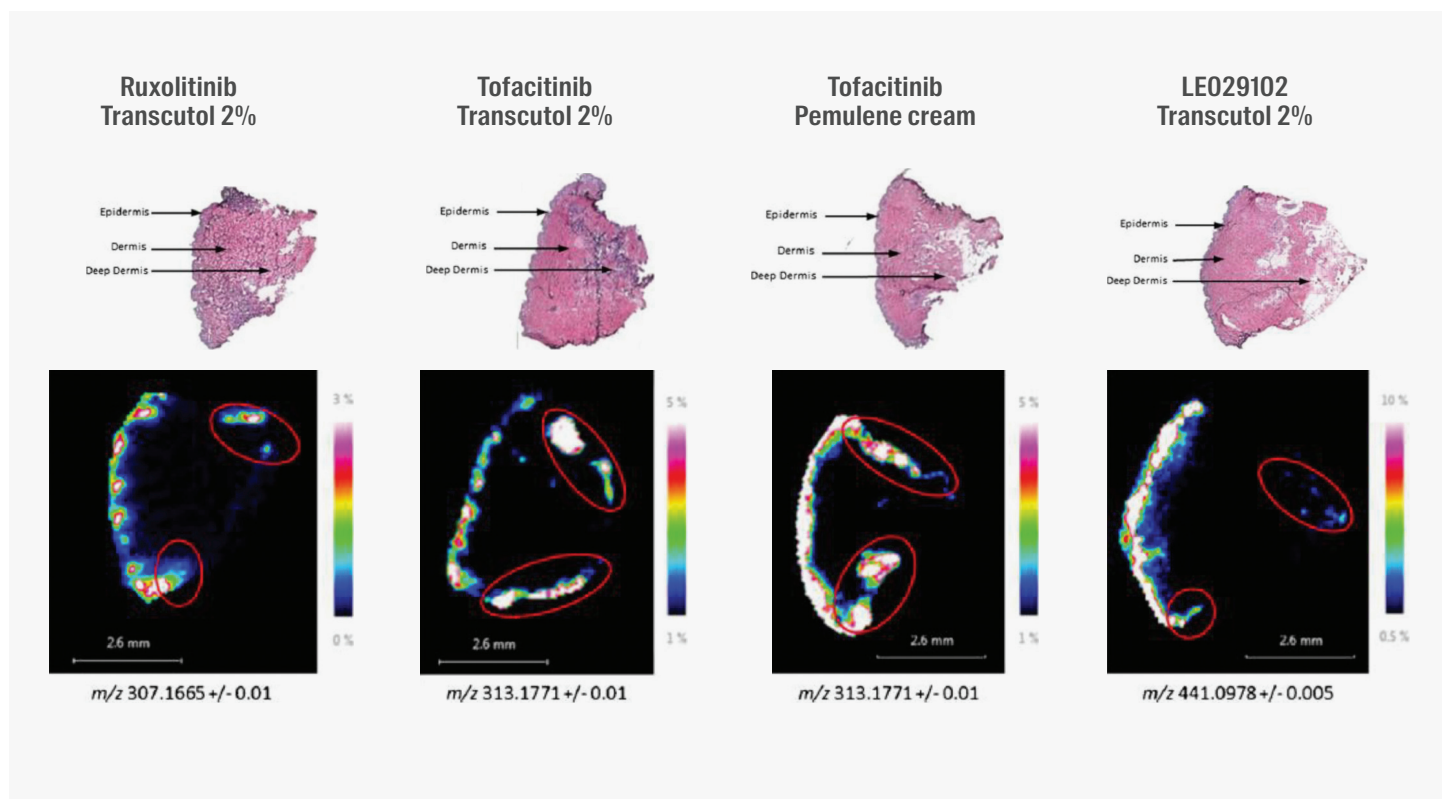 Ruxolitinib
Transcutol 2%
Tofacitinib
Transcutol 2%
Tofacitinib
Pemulene cream
LEO29102
Transcutol 2%
Epidermis
Dermis
Deep Dermis
Epidermis
Dermis
Deep Dermis
Epidermis
Dermis
Deep Dermis
Epidermis
Dermis
Deep Dermis
3 %
0 %
2.6 mm
5 %
1 %
2.6 mm
5 %
1 %
2.6 mm
10 %
0.5 %
2.6 mm
m/z 307.1665 +/- 0.01
m/z 313.1771 +/- 0.01
m/z 313.1771 +/- 0.01
m/z 441.0978 +/- 0.005